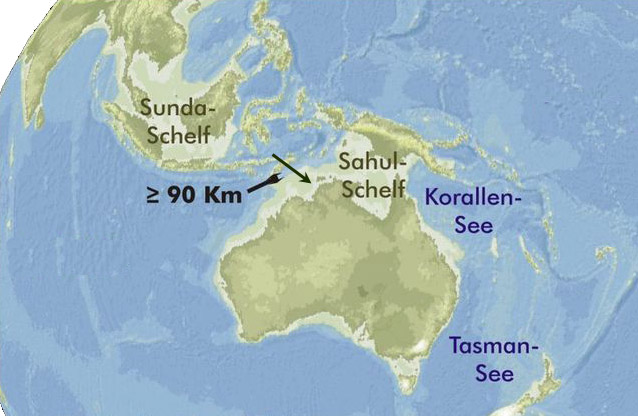 Sunda-
Schelf
Sahul-
Schelf
≥ 90 Km
Korallen-
See
Tasman-
See